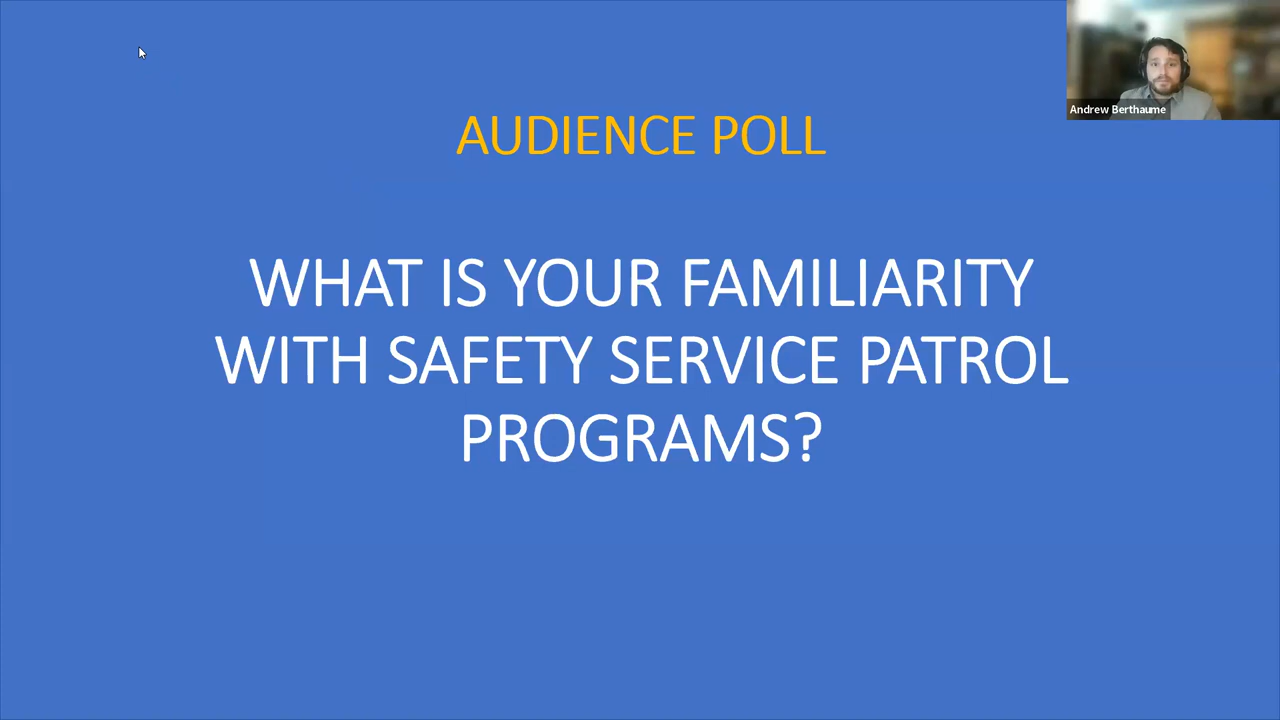 Andrew Berthaume
AUDIENCE POLL
WHAT IS YOUR FAMILIARITY
WITH SAFETY SERVICE PATROL
PROGRAMS?